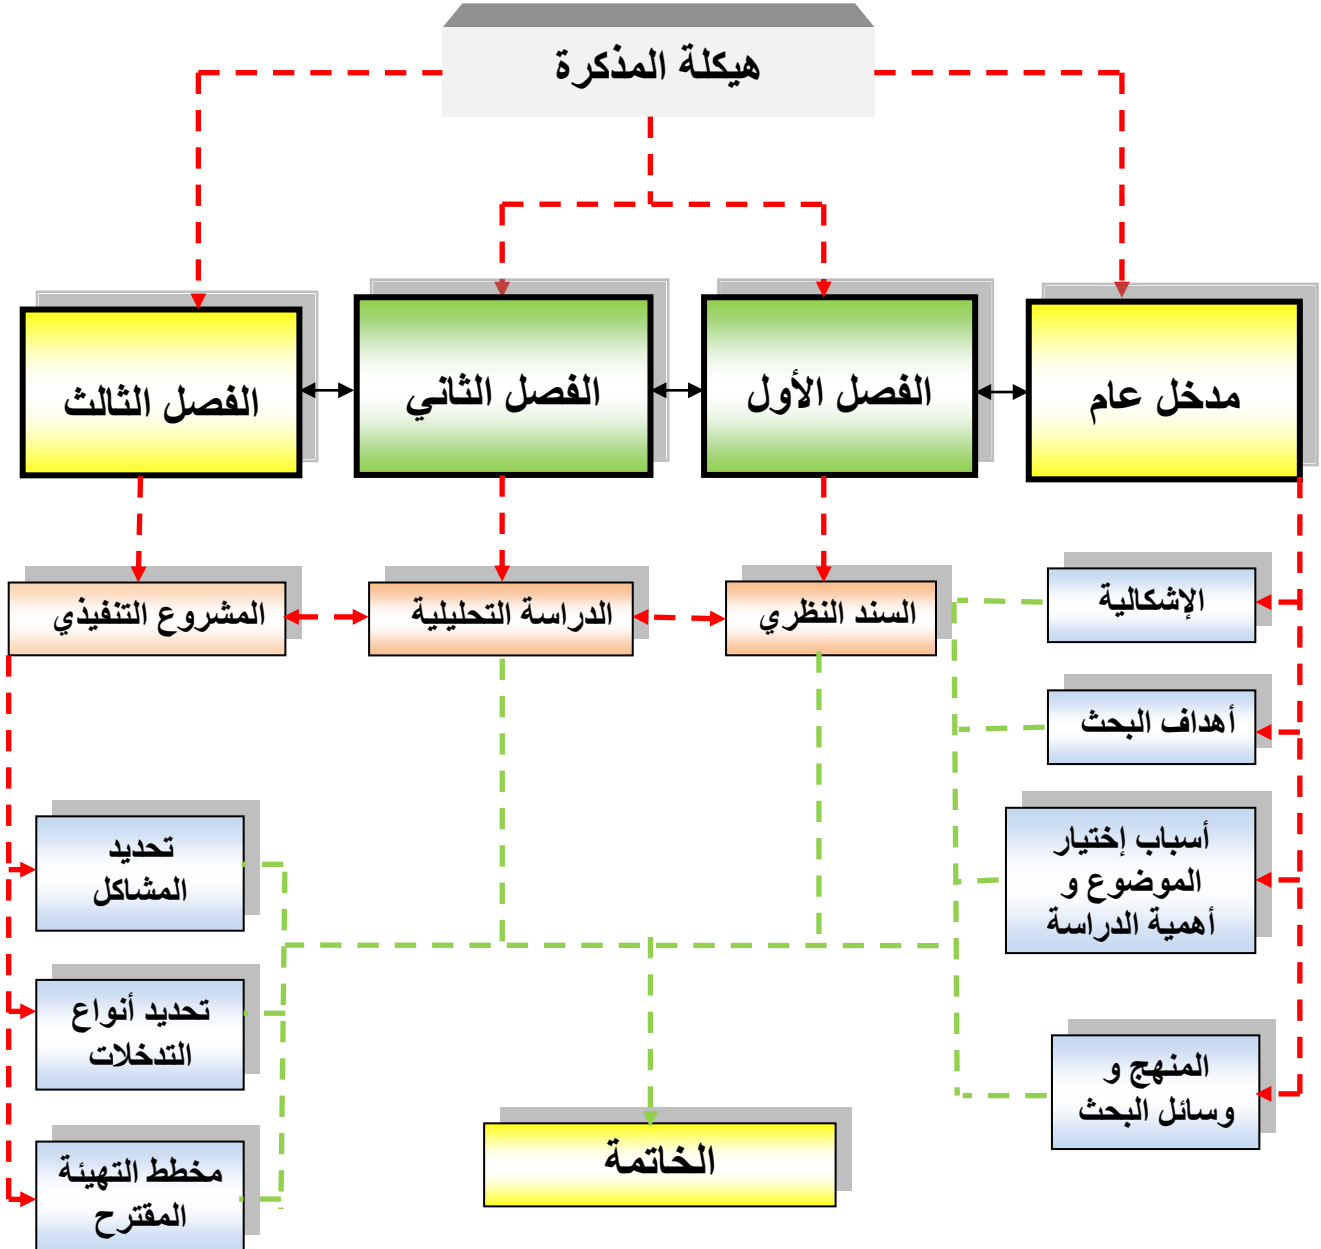 هيكلة المذكرة
مدخل عام
الفصل الأول
الفصل الثاني
الفصل الثالث
السند النظري
الدراسة التحليلية
المشروع التنفيذي
الإشكالية
أهداف البحث
أسباب إختيار
الموضوع و
أهمية الدراسة
المنهج و
وسائل البحث
تحديد
المشاكل
تحديد أنواع
التدخلات
مخطط التهيئة
المقترح
الخاتمة